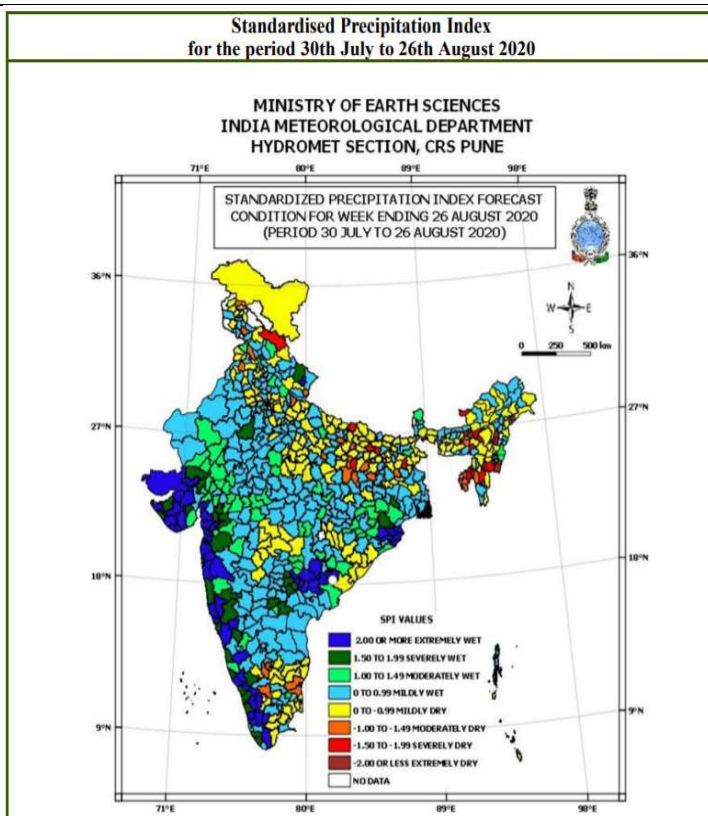 Standardised Precipitation Index
for the period 30th July to 26th August 2020
MINISTRY OF EARTH SCIENCES
INDIA METEOROLOGICAL DEPARTMENT
HYDROMET SECTION, CRS PUNE
71°E 80°E 89°E 98°E
STANDARDIZED PRECIPITATION INDEX FORECAST
CONDITION FOR WEEK ENDING 26 AUGUST 2020
(PERIOD 30 JULY TO 26 AUGUST 2020)
36°N 36°N
N
W E
S
0 250 500 km
27°N 27°N
18°N 18°N
SPI VALUES
2.00 OR MORE EXTREMELY WET
1.50 TO 1.99 SEVERELY WET
1.00 TO 1.49 MODERATELY WET
0 TO 0.99 MILDLY WET
0 TO -0.99 MILDLY DRY
-1.00 TO -1.49 MODERATELY DRY
-1.50 TO -1.99 SEVERELY DRY
-2.00 OR LESS EXTREMELY DRY
NO DATA
9°N 9°N
71°E 80°E 89°E 98°E